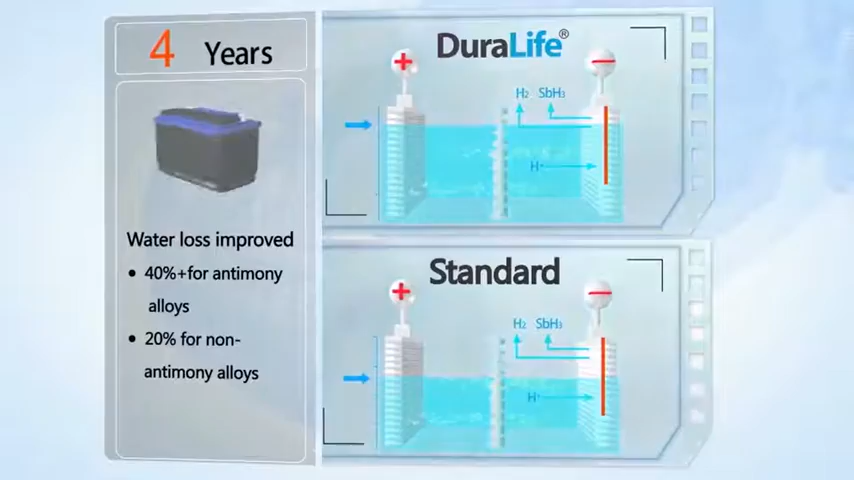 4 Years
Water loss improved
• 40%+for antimony
alloys
• 20% for non-
antimony alloys
DuraLife®
+ −
H₂ SbH₃
H⁺
Standard
+ −
H₂ SbH₃
H⁺